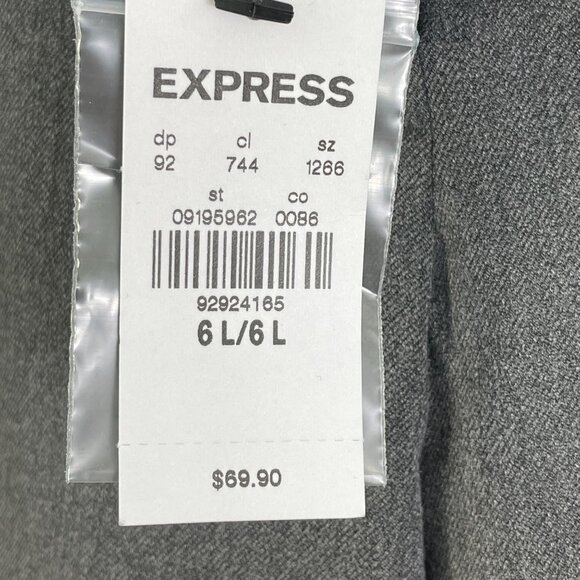 EXPRESS
dp cl sz
92 744 1266
st co
09195962 0086
92924165
6 L/6 L
$69.90